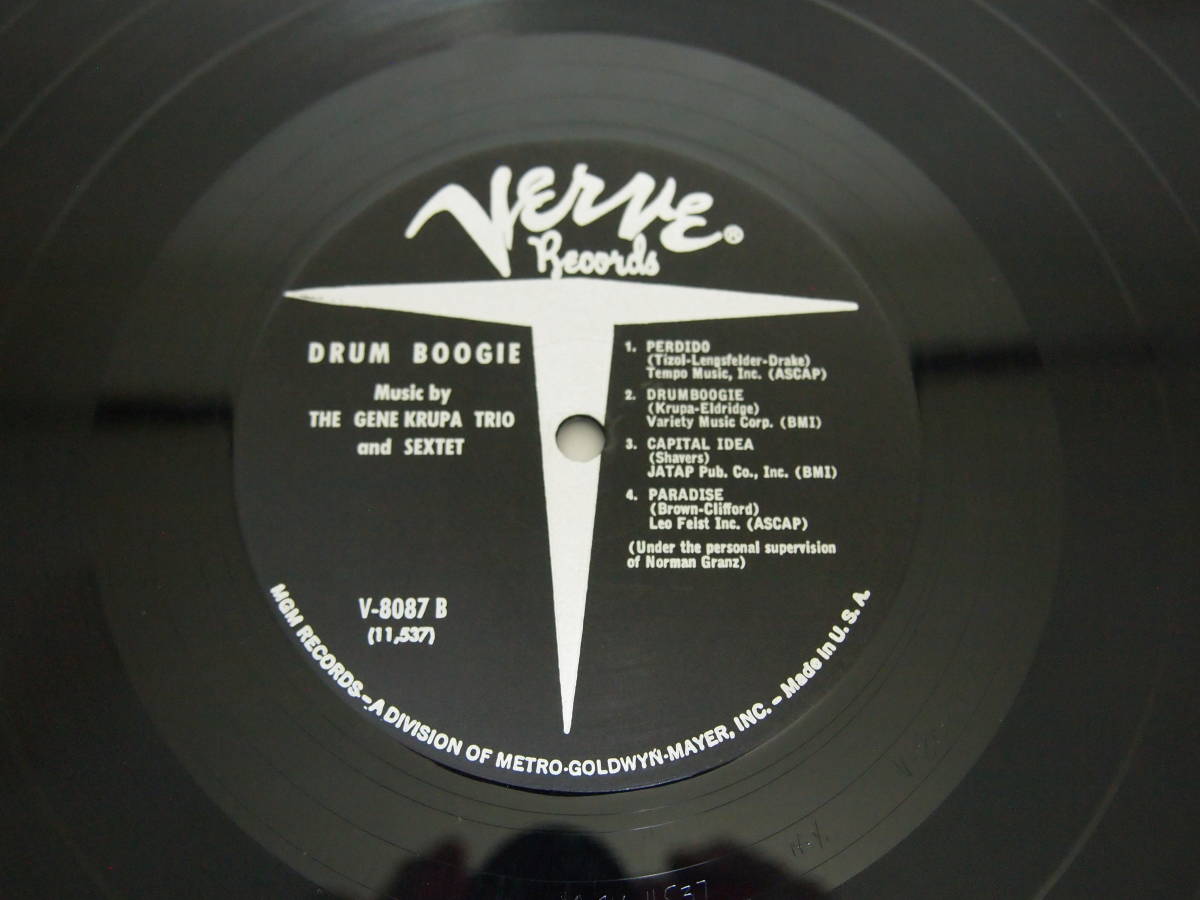 Verve®
Records
DRUM BOOGIE
Music by
THE GENE KRUPA TRIO
and SEXTET
1. PERDIDO
(Tizol-Lengsfelder-Drake)
Tempo Music, Inc. (ASCAP)
2. DRUMBOOGIE
(Krupa-Eldridge)
Variety Music Corp. (BMI)
3. CAPITAL IDEA
(Shavers)
JATAP Pub. Co., Inc. (BMI)
4. PARADISE
(Brown-Clifford)
Leo Feist Inc. (ASCAP)
(Under the personal supervision
of Norman Granz)
V-8087 B
(11,537)
MGM RECORDS - A DIVISION OF METRO-GOLDWYN-MAYER, INC. - Made in U. S. A.